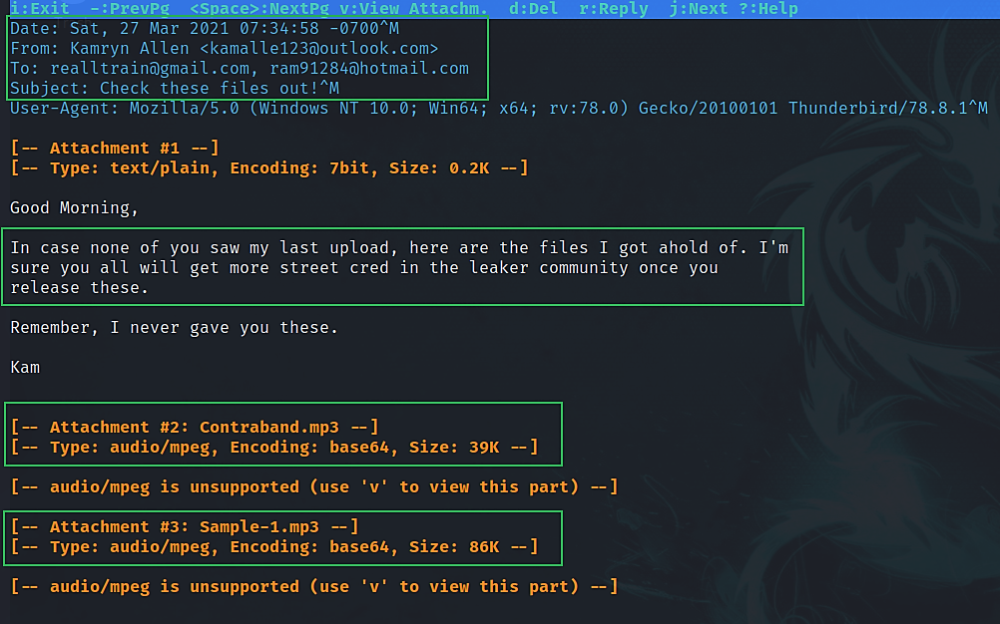 i:Exit  -:PrevPg  <Space>:NextPg v:View Attachm.  d:Del  r:Reply  j:Next ?:Help
Date: Sat, 27 Mar 2021 07:34:58 -0700^M
From: Kamryn Allen <kamalle123@outlook.com>
To: realltrain@gmail.com, ram91284@hotmail.com
Subject: Check these files out!^M
User-Agent: Mozilla/5.0 (Windows NT 10.0; Win64; x64; rv:78.0) Gecko/20100101 Thunderbird/78.8.1^M
[-- Attachment #1 --]
[-- Type: text/plain, Encoding: 7bit, Size: 0.2K --]
Good Morning,
In case none of you saw my last upload, here are the files I got ahold of. I'm
sure you all will get more street cred in the leaker community once you
release these.
Remember, I never gave you these.
Kam
[-- Attachment #2: Contraband.mp3 --]
[-- Type: audio/mpeg, Encoding: base64, Size: 39K --]
[-- audio/mpeg is unsupported (use 'v' to view this part) --]
[-- Attachment #3: Sample-1.mp3 --]
[-- Type: audio/mpeg, Encoding: base64, Size: 86K --]
[-- audio/mpeg is unsupported (use 'v' to view this part) --]